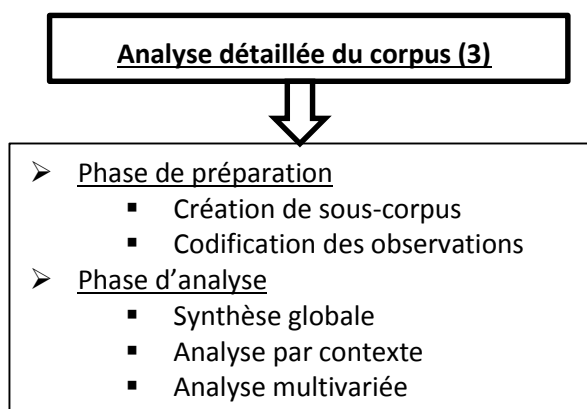 Analyse détaillée du corpus (3)
➢ Phase de préparation
▪ Création de sous-corpus
▪ Codification des observations
➢ Phase d’analyse
▪ Synthèse globale
▪ Analyse par contexte
▪ Analyse multivariée